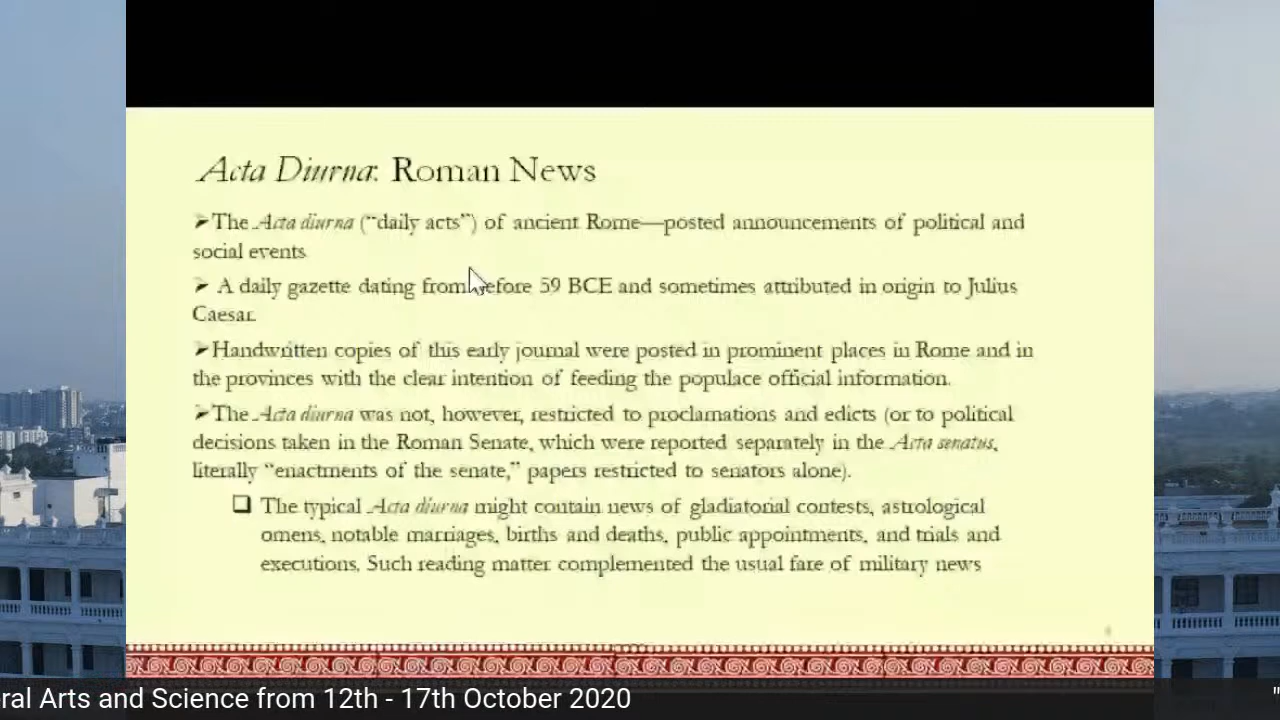 Acta Diurna: Roman News
➢The Acta diurna (“daily acts”) of ancient Rome—posted announcements of political and
social events
➢ A daily gazette dating from before 59 BCE and sometimes attributed in origin to Julius
Caesar.
➢Handwritten copies of this early journal were posted in prominent places in Rome and in
the provinces with the clear intention of feeding the populace official information.
➢The Acta diurna was not, however, restricted to proclamations and edicts (or to political
decisions taken in the Roman Senate, which were reported separately in the Acta senatus,
literally “enactments of the senate,” papers restricted to senators alone).
❑ The typical Acta diurna might contain news of gladiatorial contests, astrological
omens, notable marriages, births and deaths, public appointments, and trials and
executions. Such reading matter complemented the usual fare of military news
eral Arts and Science from 12th - 17th October 2020 "